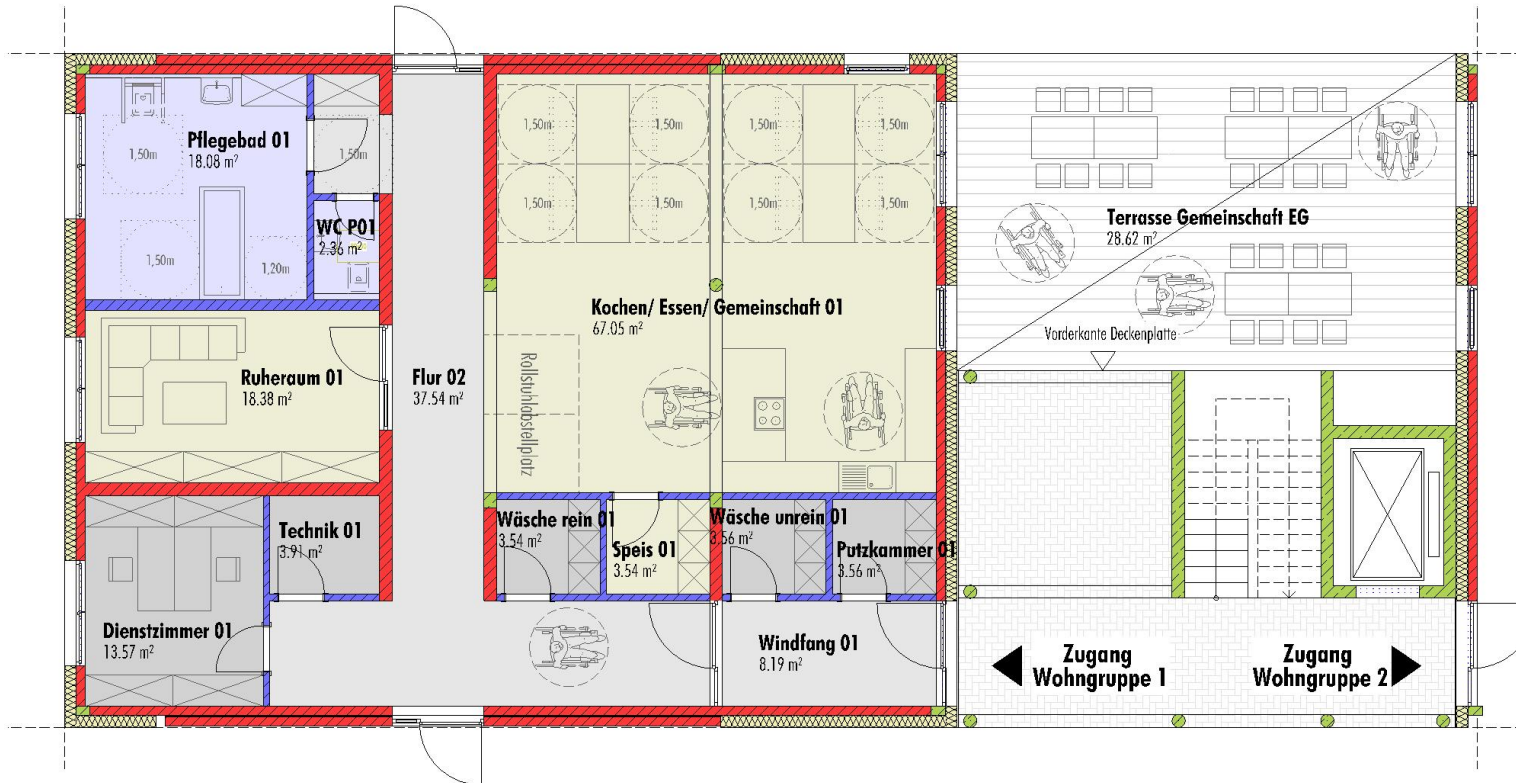 Pflegebad 01
18.08 m²
1,50m
1,50m
1,50m
1,20m
WC P01
2.36 m²
1,50m
1,50m
1,50m
1,50m
1,50m
1,50m
1,50m
1,50m
1,50m
Terrasse Gemeinschaft EG
28.62 m²
Vorderkante Deckenplatte
Kochen/ Essen/ Gemeinschaft 01
67.05 m²
Rollstuhlabstellplatz
Ruheraum 01
18.38 m²
Flur 02
37.54 m²
Technik 01
3.91 m²
Wäsche rein 01
3.54 m²
Speis 01
3.54 m²
Wäsche unrein 01
3.56 m²
Putzkammer 01
3.56 m²
Dienstzimmer 01
13.57 m²
Windfang 01
8.19 m²
Zugang
Wohngruppe 1
Zugang
Wohngruppe 2